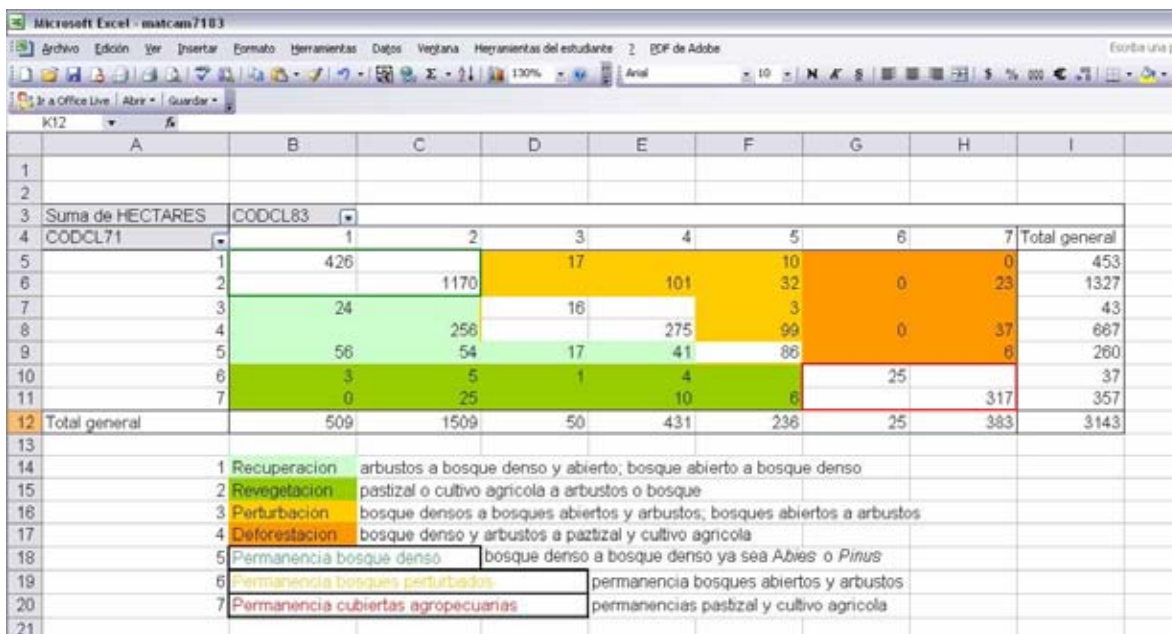 Microsoft Excel - matcam7183
Archivo Edición Ver Insertar Formato Herramientas Datos Ventana Herramientas del estudiante ? PDF de Adobe Escriba una p
130% Arial 10 N K S $ % 000 €
Ir a Office Live Abrir Guardar
K12 fx
A B C D E F G H I
1
2
3 Suma de HECTARES CODCL83
4 CODCL71 1 2 3 4 5 6 7 Total general
5 1 426 17 10 0 453
6 2 1170 101 32 0 23 1327
7 3 24 16 3 43
8 4 256 275 99 0 37 667
9 5 56 54 17 41 86 6 260
10 6 3 5 1 4 25 37
11 7 0 25 10 6 317 357
12 Total general 509 1509 50 431 236 25 383 3143
13
14 1 Recuperacion arbustos a bosque denso y abierto; bosque abierto a bosque denso
15 2 Revegetacion pastizal o cultivo agricola a arbustos o bosque
16 3 Perturbacion bosque densos a bosques abiertos y arbustos; bosques abiertos a arbustos
17 4 Deforestacion bosque denso y arbustos a paztizal y cultivo agricola
18 5 Permanencia bosque denso bosque denso a bosque denso ya sea Abies o Pinus
19 6 Permanencia bosques perturbados permanencia bosques abiertos y arbustos
20 7 Permanencia cubiertas agropecuarias permanencias pastizal y cultivo agricola
21